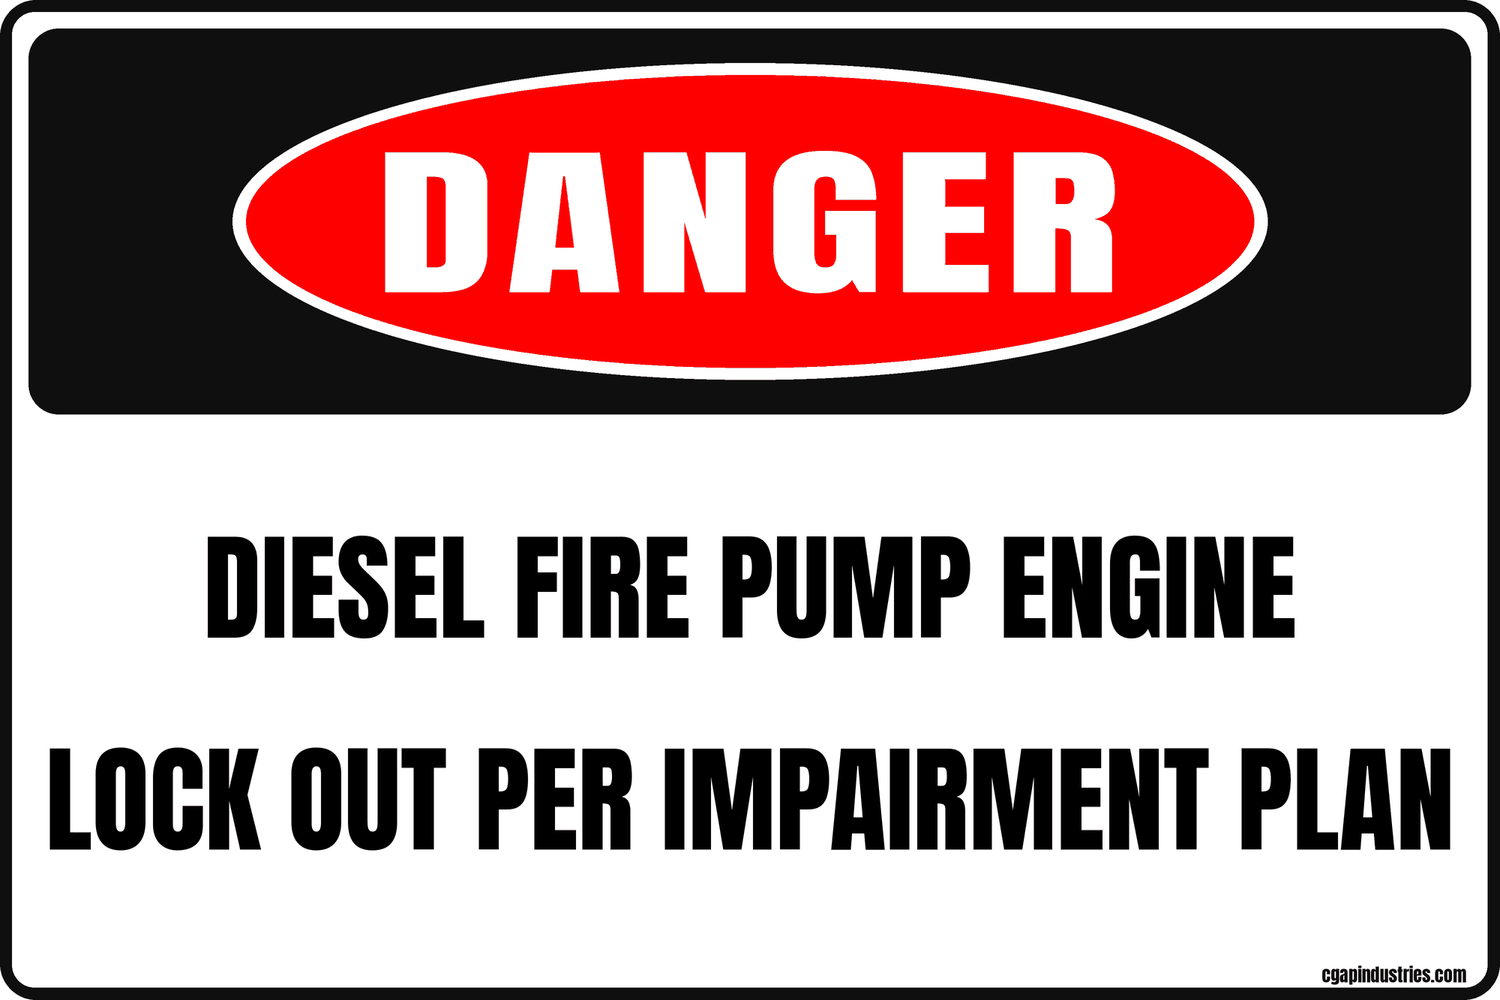 DANGER
DIESEL FIRE PUMP ENGINE
LOCK OUT PER IMPAIRMENT PLAN
cgapindustries.com